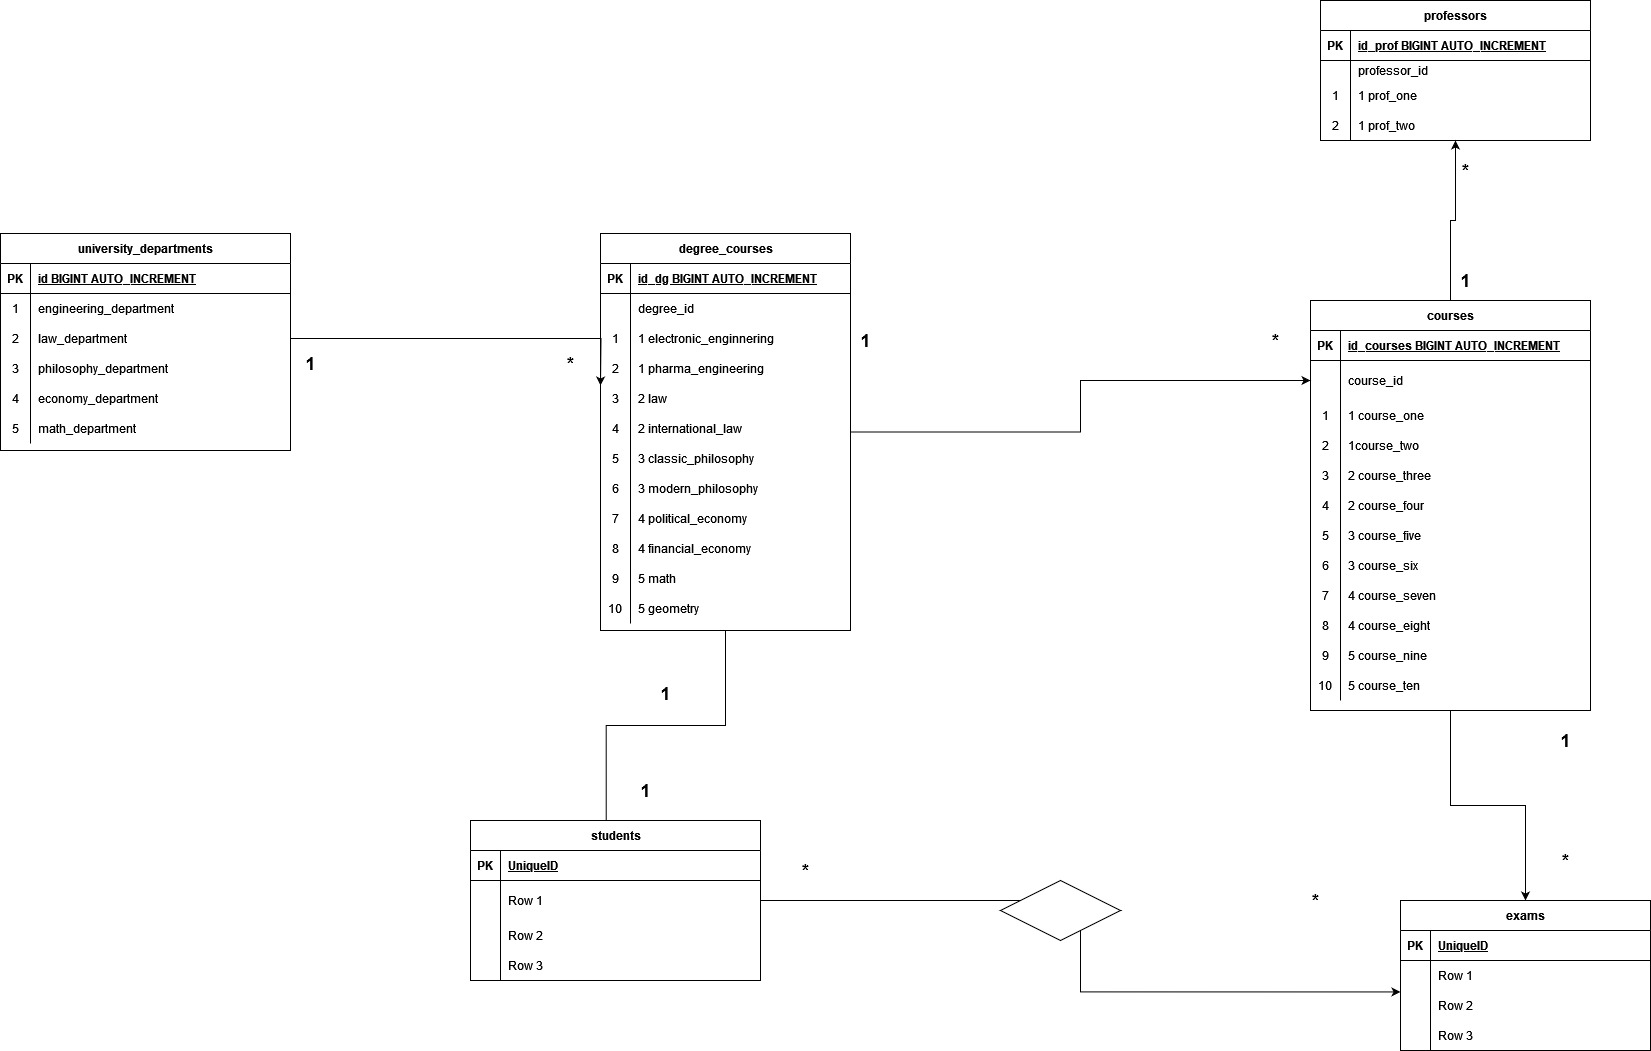 professors
PK id_prof BIGINT AUTO_INCREMENT
professor_id
1 1 prof_one
2 1 prof_two
*
1
university_departments
PK id BIGINT AUTO_INCREMENT
1 engineering_department
2 law_department
3 philosophy_department
4 economy_department
5 math_department
1
*
degree_courses
PK id_dg BIGINT AUTO_INCREMENT
degree_id
1 1 electronic_enginnering
2 1 pharma_engineering
3 2 law
4 2 international_law
5 3 classic_philosophy
6 3 modern_philosophy
7 4 political_economy
8 4 financial_economy
9 5 math
10 5 geometry
1
*
courses
PK id_courses BIGINT AUTO_INCREMENT
course_id
1 1 course_one
2 1course_two
3 2 course_three
4 2 course_four
5 3 course_five
6 3 course_six
7 4 course_seven
8 4 course_eight
9 5 course_nine
10 5 course_ten
1
1
students
PK UniqueID
Row 1
Row 2
Row 3
*
*
1
*
exams
PK UniqueID
Row 1
Row 2
Row 3